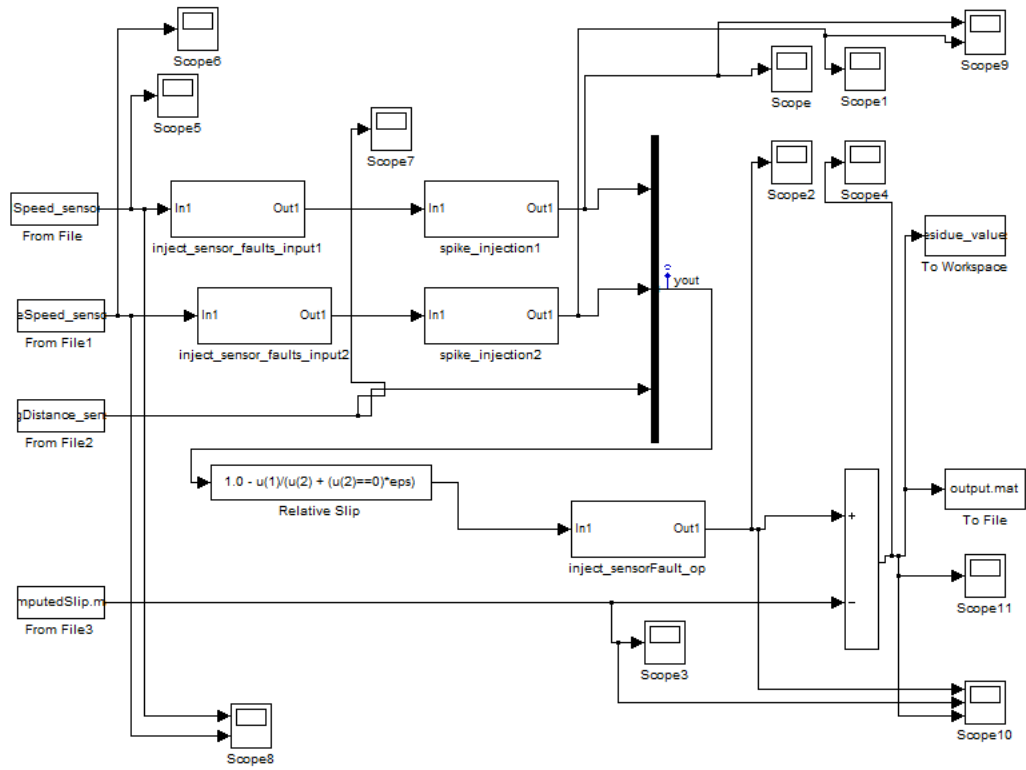 Scope6
Scope9
Scope
Scope1
Scope5
Scope7
Scope2
Scope4
Speed_senso
From File
In1
Out1
inject_sensor_faults_input1
In1
Out1
spike_injection1
esidue_value
To Workspace
yout
eSpeed_senso
From File1
In1
Out1
inject_sensor_faults_input2
In1
Out1
spike_injection2
gDistance_sen
From File2
1.0 - u(1)/(u(2) + (u(2)==0)*eps)
Relative Slip
output.mat
To File
In1
Out1
inject_sensorFault_op
+
−
mputedSlip.m
From File3
Scope11
Scope3
Scope10
Scope8